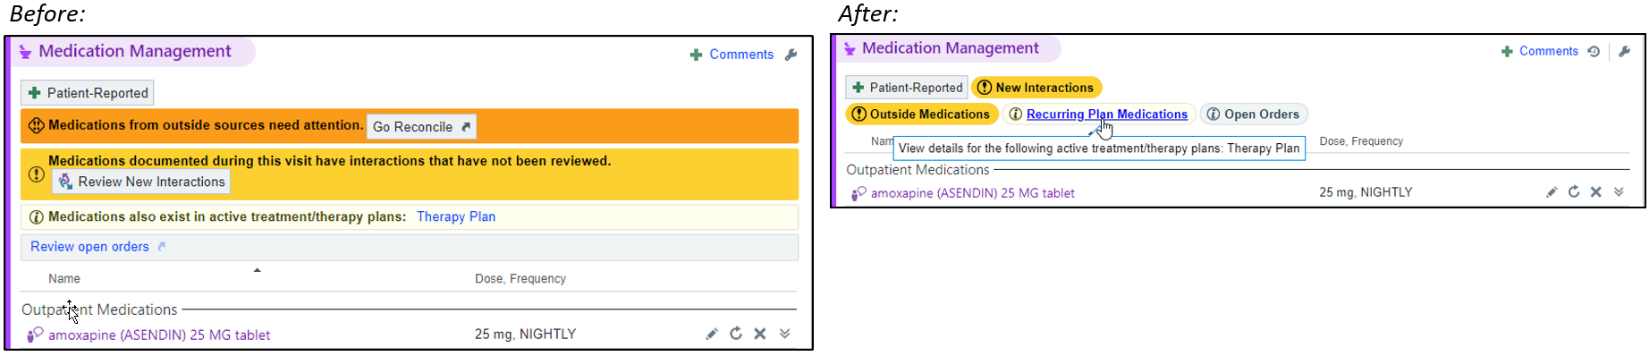 Before:
Medication Management
Comments
Patient-Reported
Medications from outside sources need attention. Go Reconcile
Medications documented during this visit have interactions that have not been reviewed.
Review New Interactions
Medications also exist in active treatment/therapy plans: Therapy Plan
Review open orders
Name Dose, Frequency
Outpatient Medications
amoxapine (ASENDIN) 25 MG tablet 25 mg, NIGHTLY
After:
Medication Management
Comments
Patient-Reported New Interactions
Outside Medications Recurring Plan Medications Open Orders
Nam Dose, Frequency
View details for the following active treatment/therapy plans: Therapy Plan
Outpatient Medications
amoxapine (ASENDIN) 25 MG tablet 25 mg, NIGHTLY